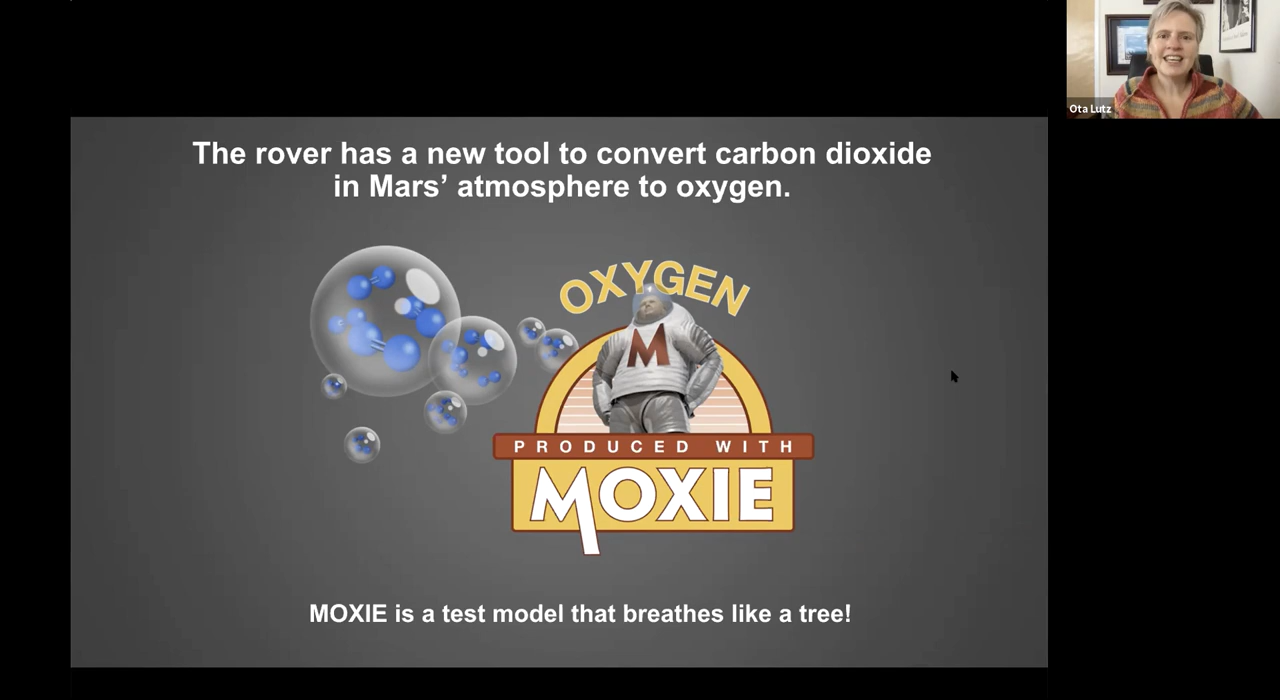 Ota Lutz
The rover has a new tool to convert carbon dioxide
in Mars’ atmosphere to oxygen.
OXYGEN
M
PRODUCED WITH
MOXIE
MOXIE is a test model that breathes like a tree!